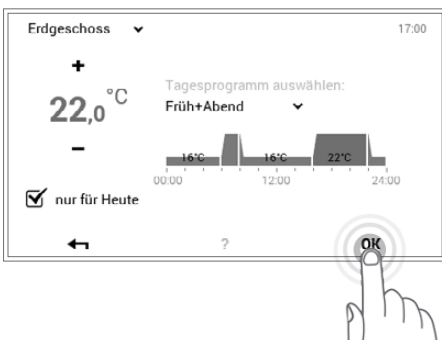 Erdgeschoss 17:00
+
22,0 °C
–
Tagesprogramm auswählen:
Früh+Abend
16°C 16°C 22°C
00:00 12:00 24:00
nur für Heute
? OK